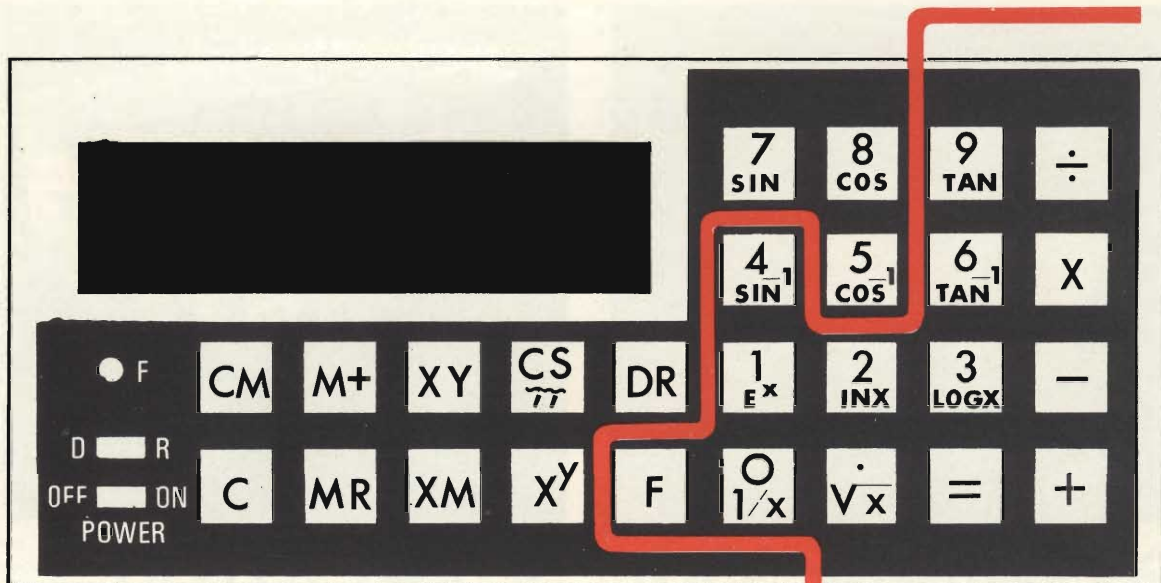 7 8 9 ÷
SIN COS TAN
4 5 6 X
SIN⁻¹ COS⁻¹ TAN⁻¹
F CM M+ XY CS DR 1 2 3 −
π Eˣ INX LOGX
D R
OFF ON C MR XM Xʸ F 0 . = +
POWER 1/x √x